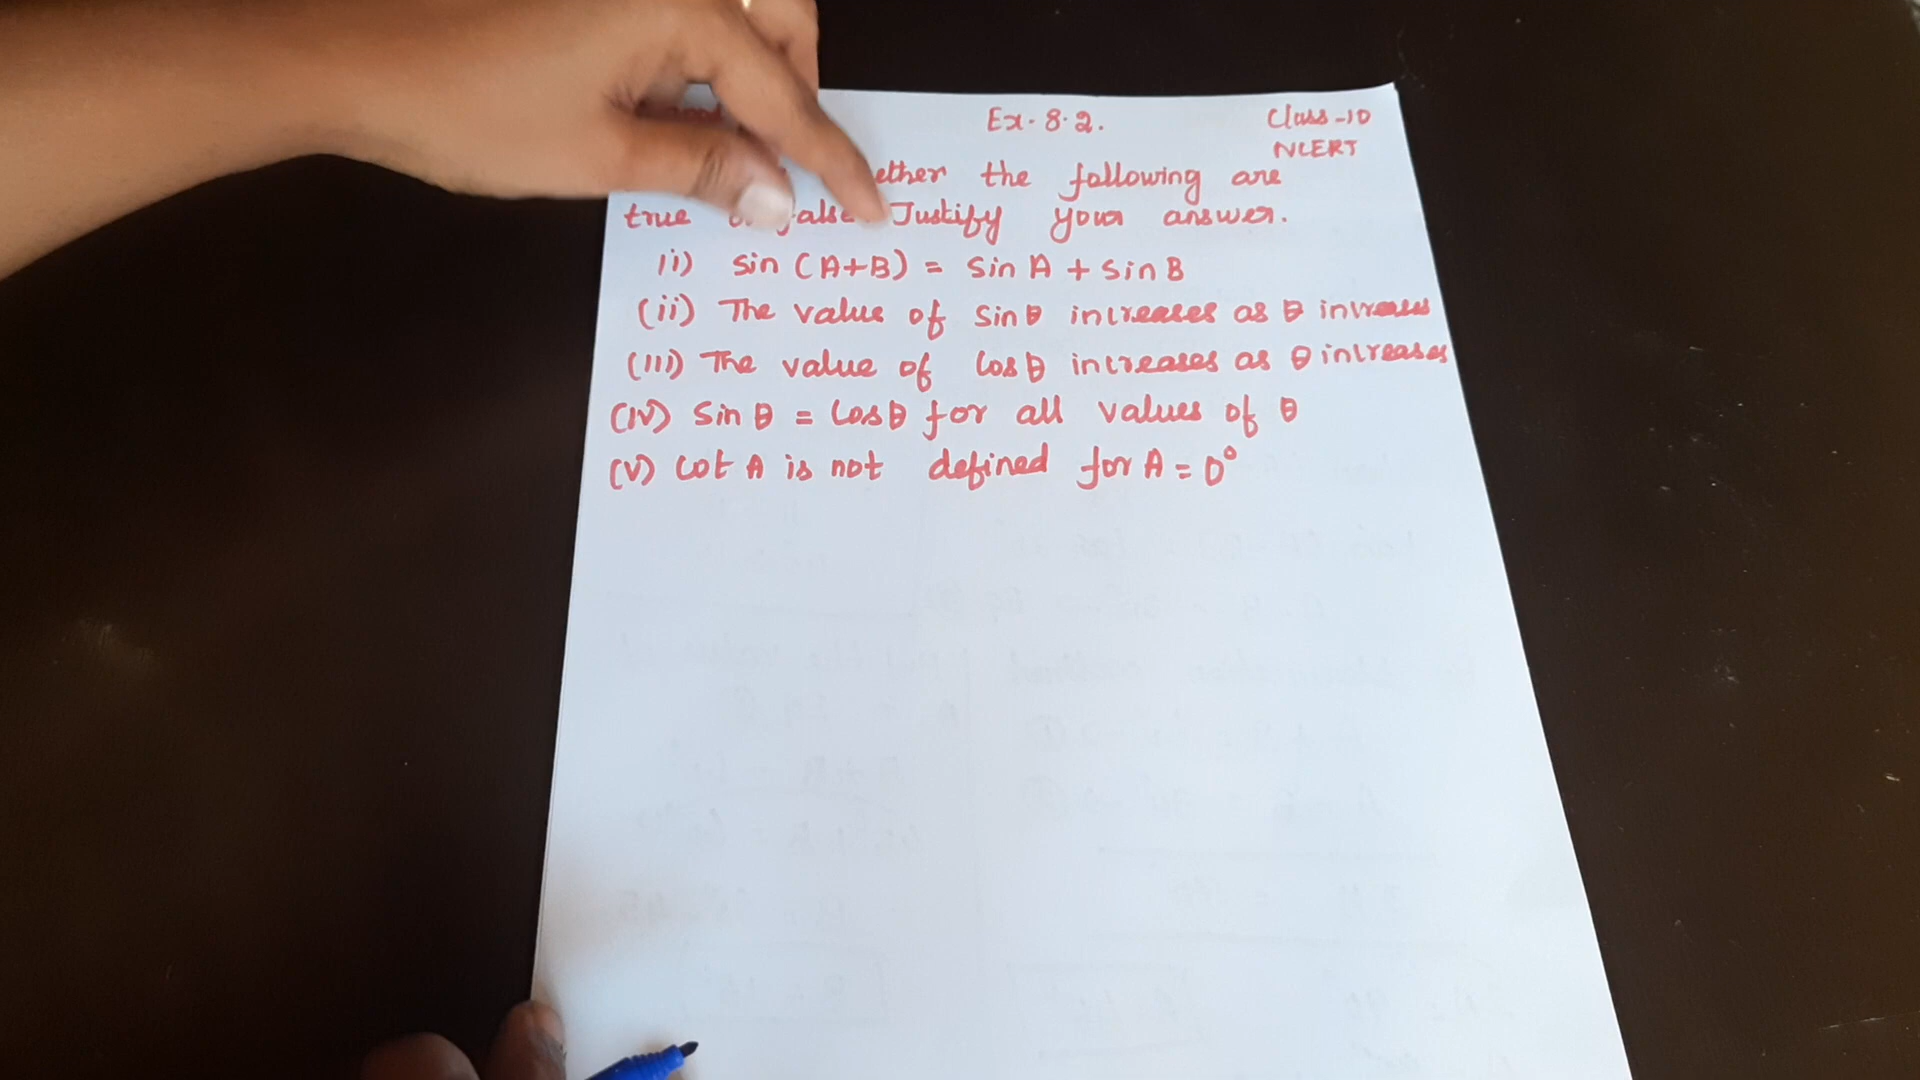 Ex. 8.2.
Class-10
NCERT
ether the following are
true Justify your answer.
(i) sin (A+B) = sin A + sin B
(ii) The value of sin θ increases as θ increases
(iii) The value of cos θ increases as θ increases
(iv) sin θ = cos θ for all values of θ
(v) cot A is not defined for A = 0°